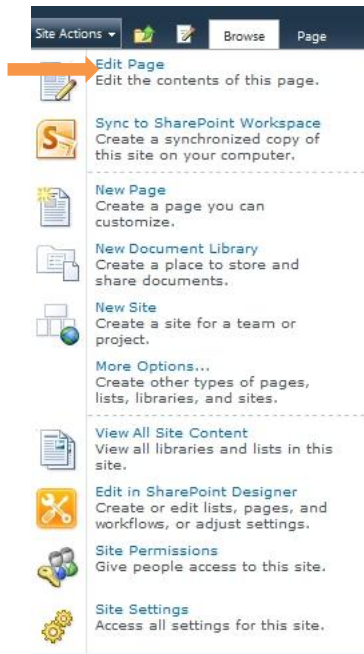 Site Actions Browse Page
Edit Page
Edit the contents of this page.
Sync to SharePoint Workspace
Create a synchronized copy of
this site on your computer.
New Page
Create a page you can
customize.
New Document Library
Create a place to store and
share documents.
New Site
Create a site for a team or
project.
More Options...
Create other types of pages,
lists, libraries, and sites.
View All Site Content
View all libraries and lists in this
site.
Edit in SharePoint Designer
Create or edit lists, pages, and
workflows, or adjust settings.
Site Permissions
Give people access to this site.
Site Settings
Access all settings for this site.